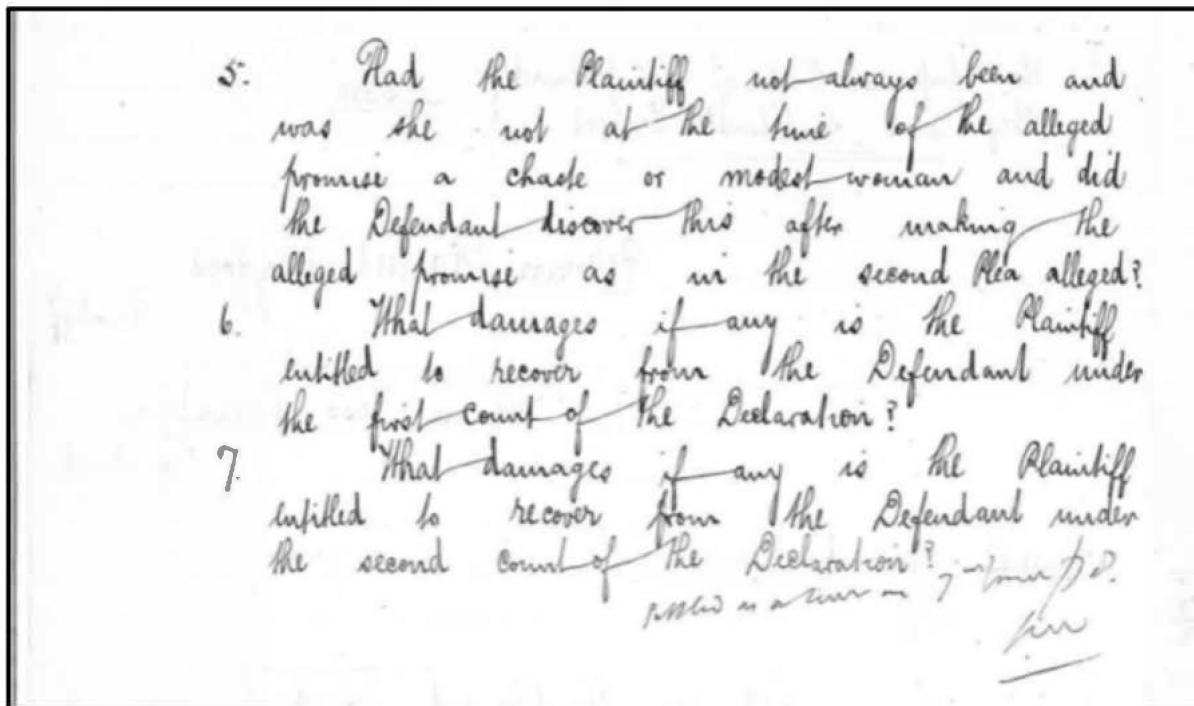 5. Had the Plaintiff not always been and
was she not at the time of the alleged
promise a chaste or modest woman and did
the Defendant discover this after making the
alleged promise as in the second Plea alleged?
6. What damages if any is the Plaintiff
entitled to recover from the Defendant under
the first count of the Declaration?
7. What damages if any is the Plaintiff
entitled to recover from the Defendant under
the second count of the Declaration?